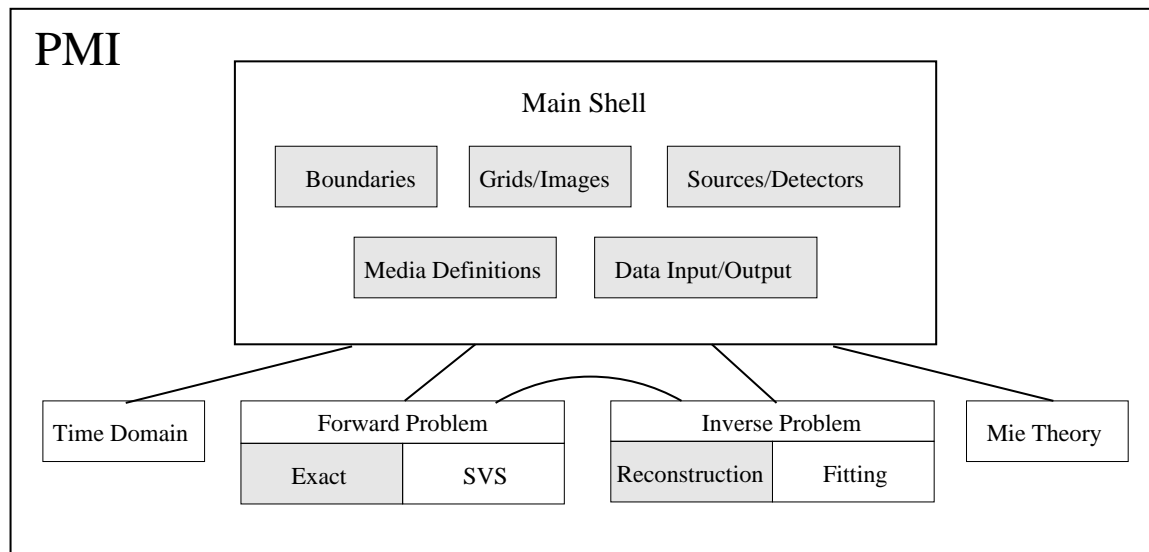 PMI
Main Shell
Boundaries
Grids/Images
Sources/Detectors
Media Definitions
Data Input/Output
Time Domain
Forward Problem
Exact
SVS
Inverse Problem
Reconstruction
Fitting
Mie Theory